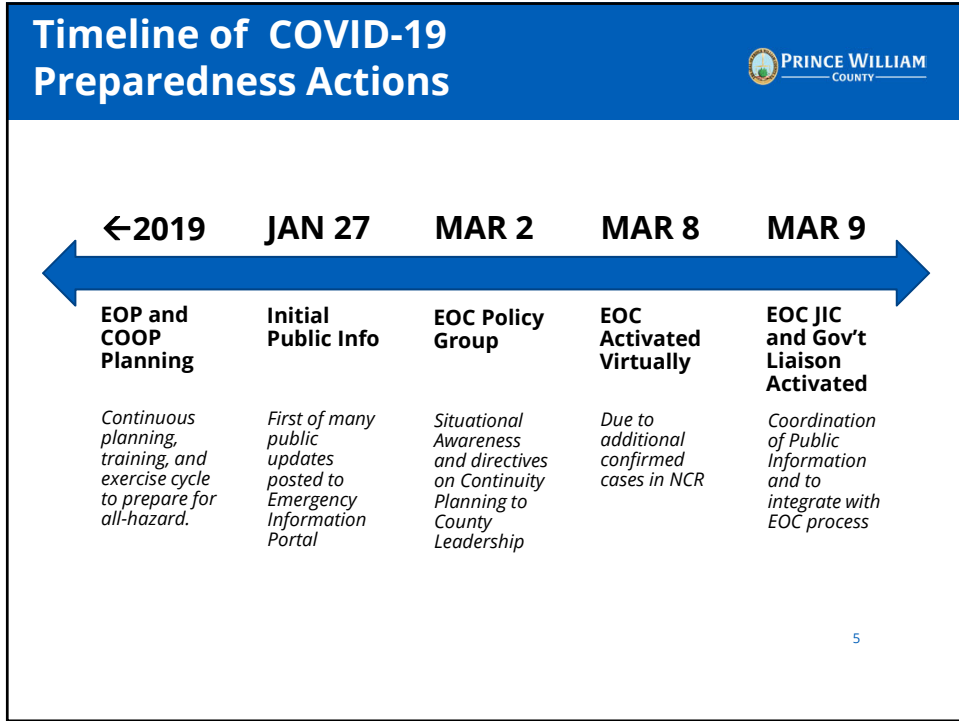 Timeline of COVID-19
Preparedness Actions
PRINCE WILLIAM
COUNTY
←2019
JAN 27
MAR 2
MAR 8
MAR 9
EOP and
COOP
Planning
Continuous
planning,
training, and
exercise cycle
to prepare for
all-hazard.
Initial
Public Info
First of many
public
updates
posted to
Emergency
Information
Portal
EOC Policy
Group
Situational
Awareness
and directives
on Continuity
Planning to
County
Leadership
EOC
Activated
Virtually
Due to
additional
confirmed
cases in NCR
EOC JIC
and Gov't
Liaison
Activated
Coordination
of Public
Information
and to
integrate with
EOC process
5